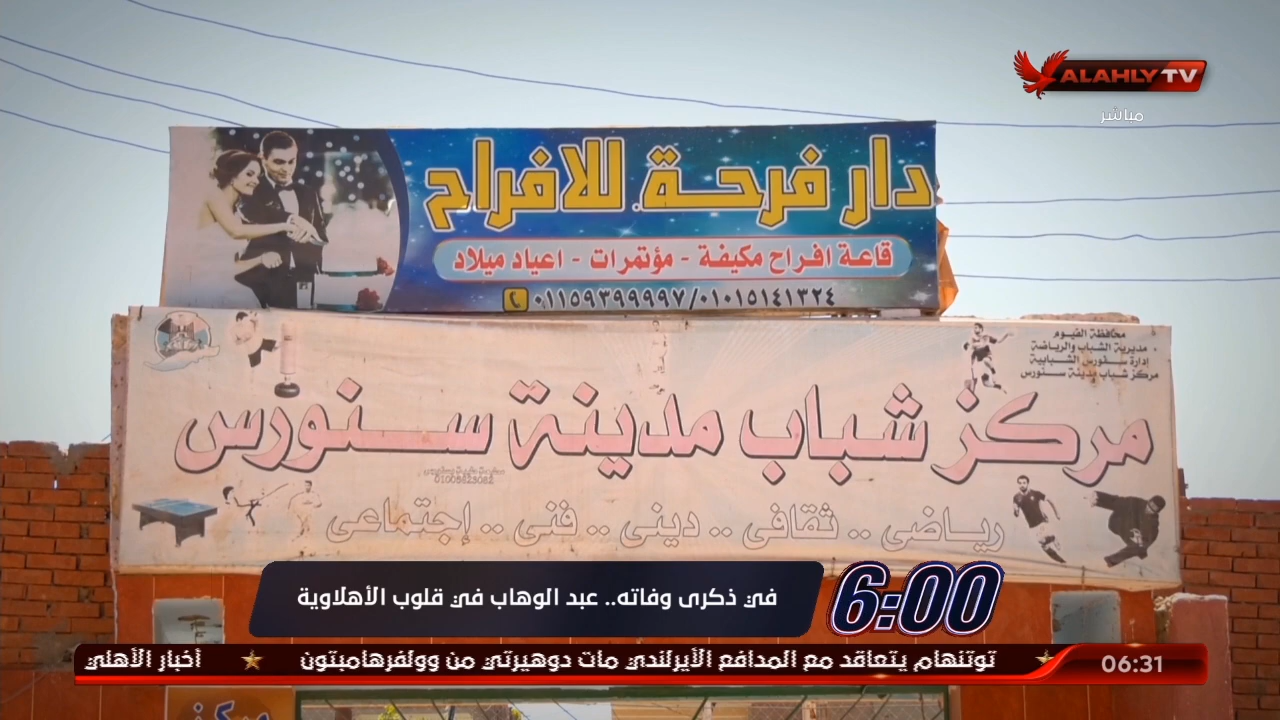 ALAHLY TV
مباشر
دار فرحة للافراح
قاعة افراح مكيفة - مؤتمرات - اعياد ميلاد
٠١١٥٩٣٩٩٩٩٧/٠١٠١٥١٤١٣٢٤
محافظة الفيوم
مديرية الشباب والرياضة
إدارة سنورس الشبابية
مركز شباب مدينة سنورس
مركز شباب مدينة سنورس
رياضى .. ثقافى .. دينى .. فنى .. إجتماعى
6:00
في ذكرى وفاته.. عبد الوهاب في قلوب الأهلاوية
06:31
توتنهام يتعاقد مع المدافع الأيرلندي مات دوهيرتي من وولفرهامبتون
أخبار الأهلي